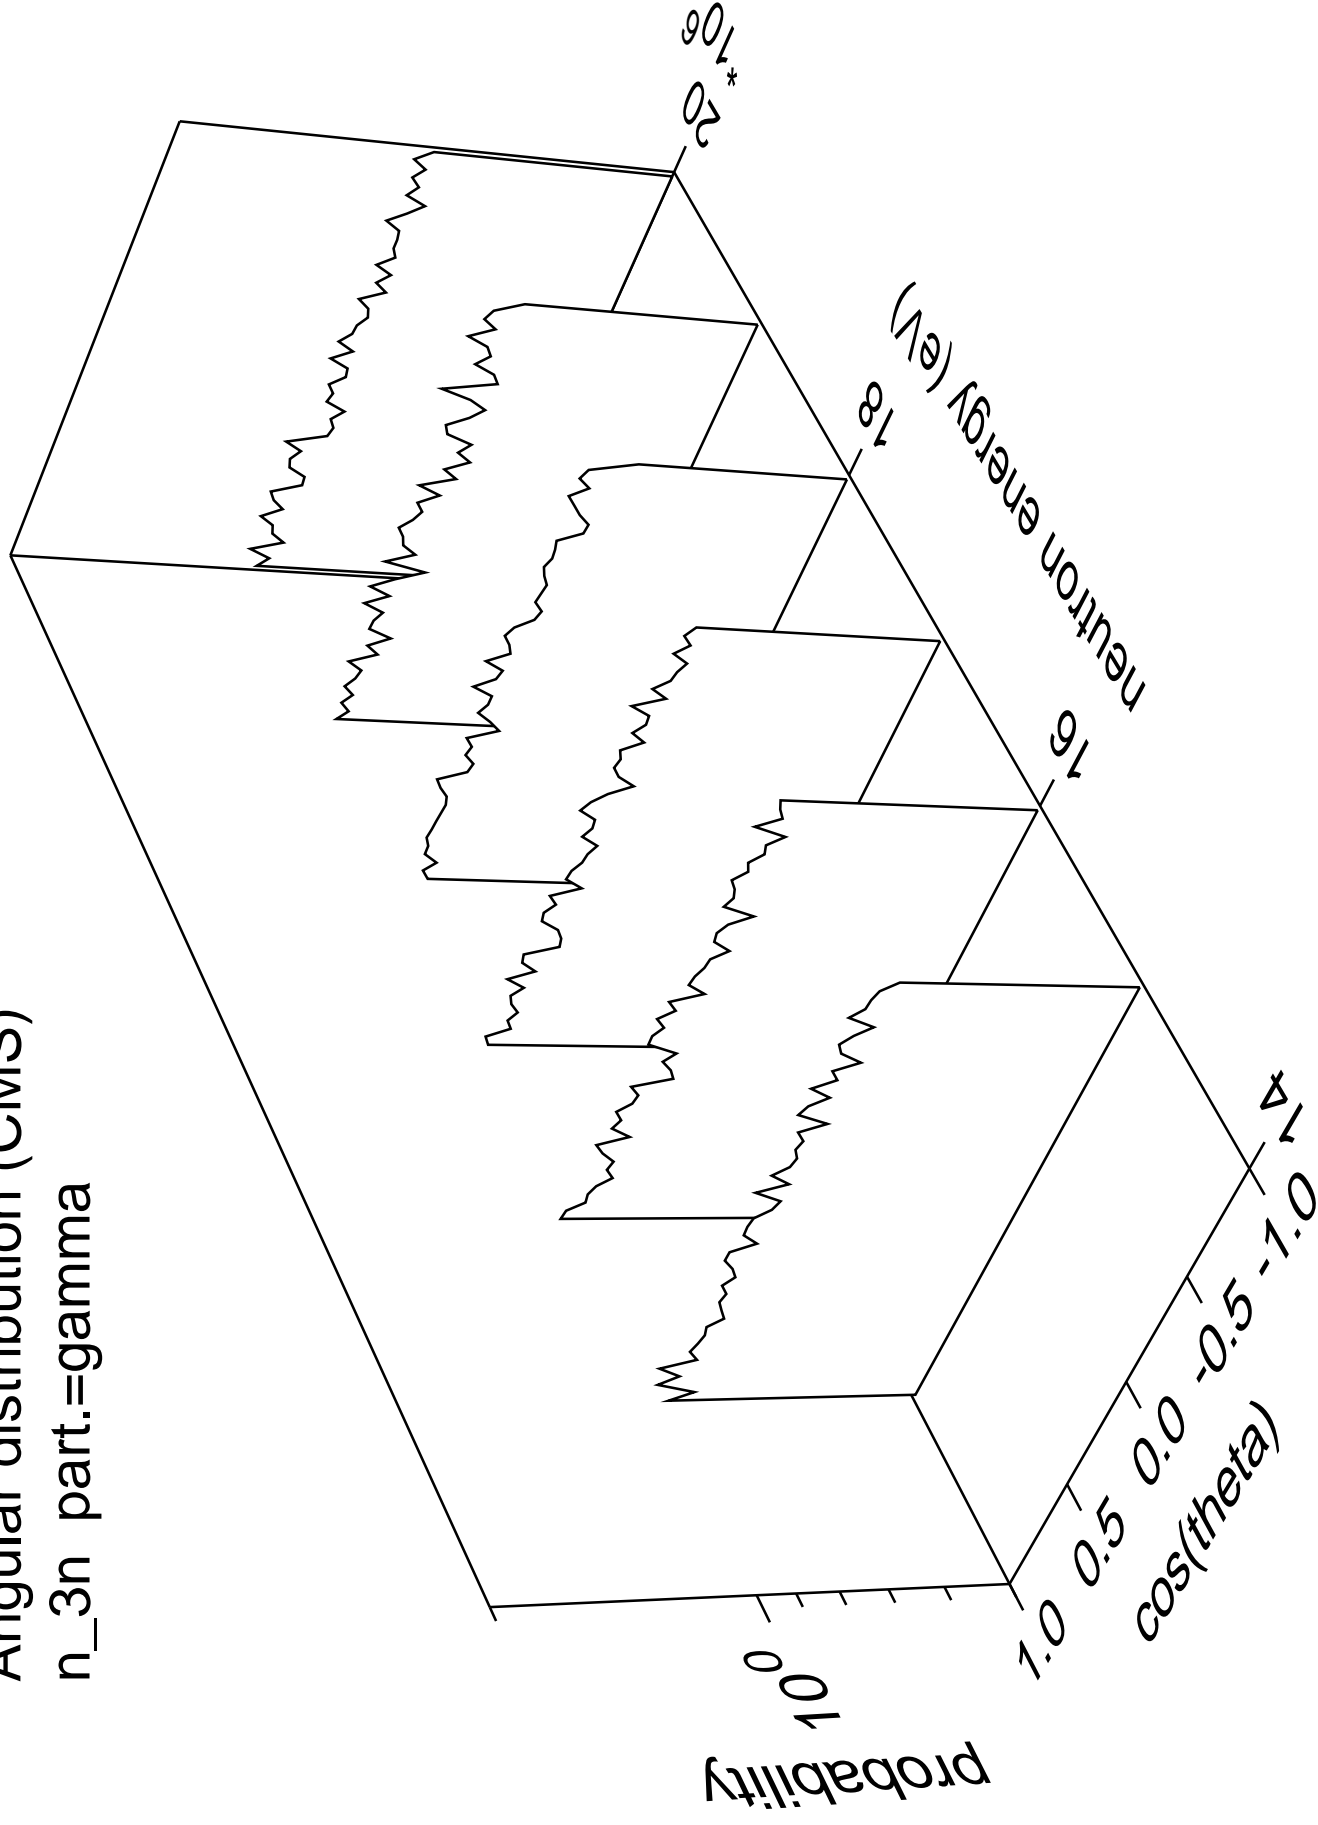 Angular distribution (CMS)
n_3n part.=gamma
probability
10 0
1.0 0.5 0.0 -0.5 -1.0
cos(theta)
14 16 18 20
* 10 6
neutron energy (eV)